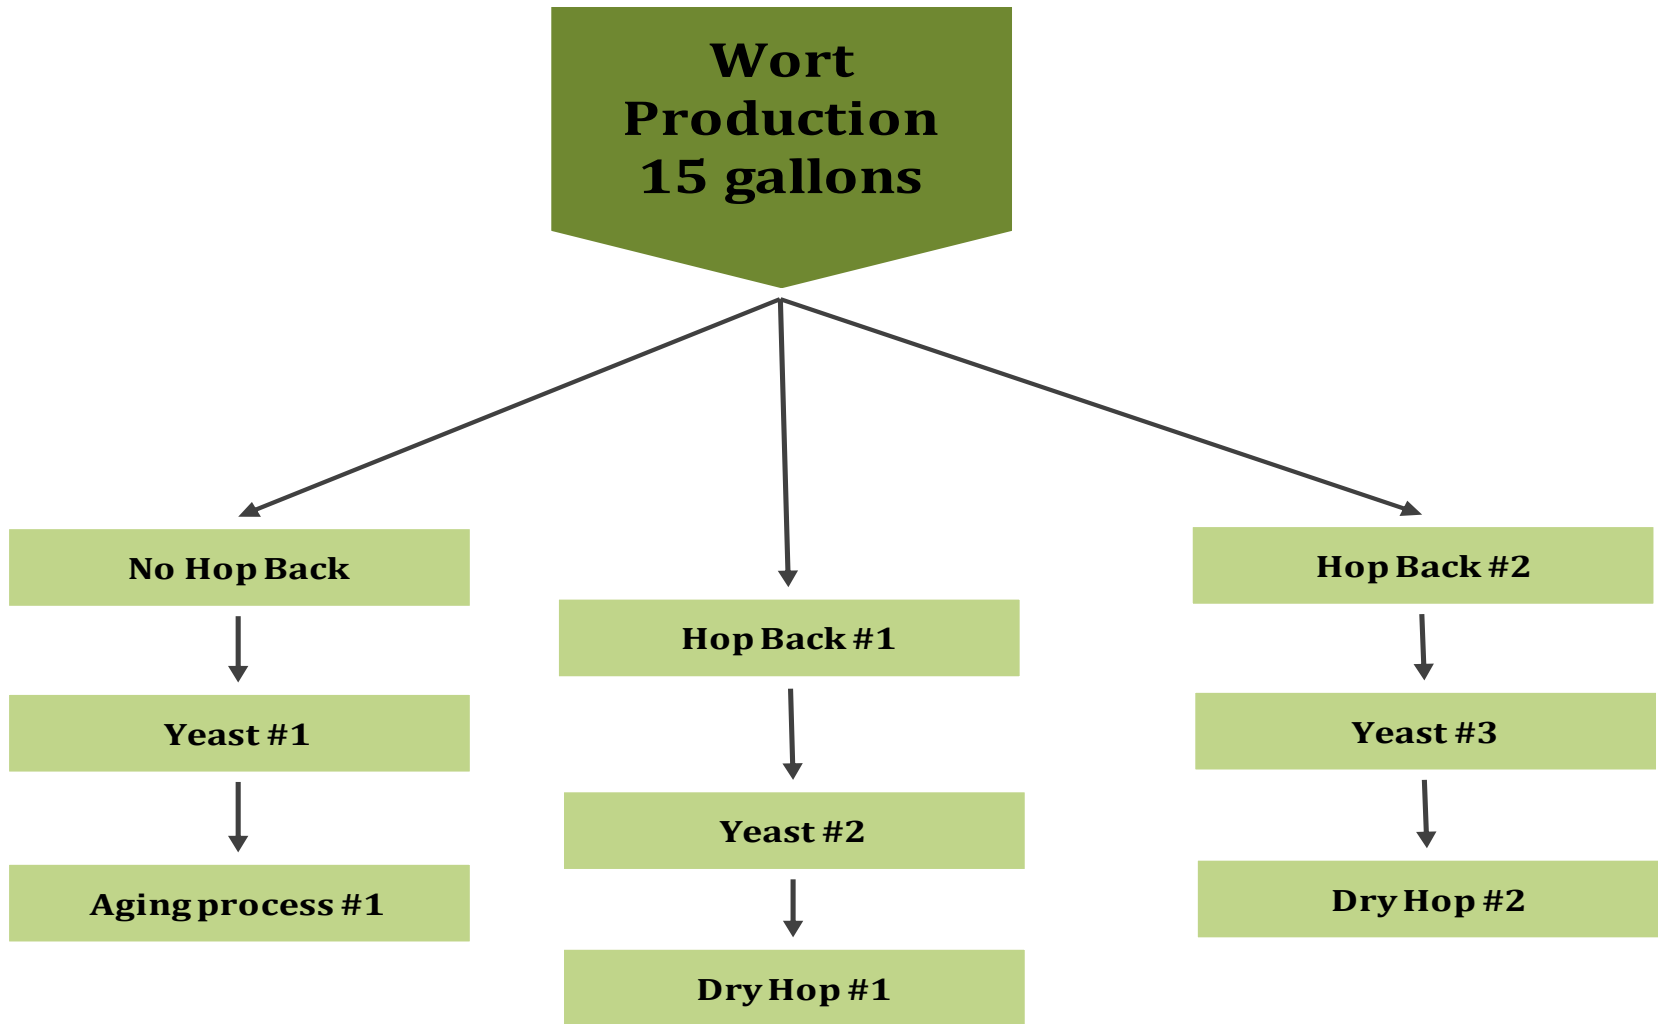 Wort
Production
15 gallons
No Hop Back
Yeast #1
Aging process #1
Hop Back #1
Yeast #2
Dry Hop #1
Hop Back #2
Yeast #3
Dry Hop #2